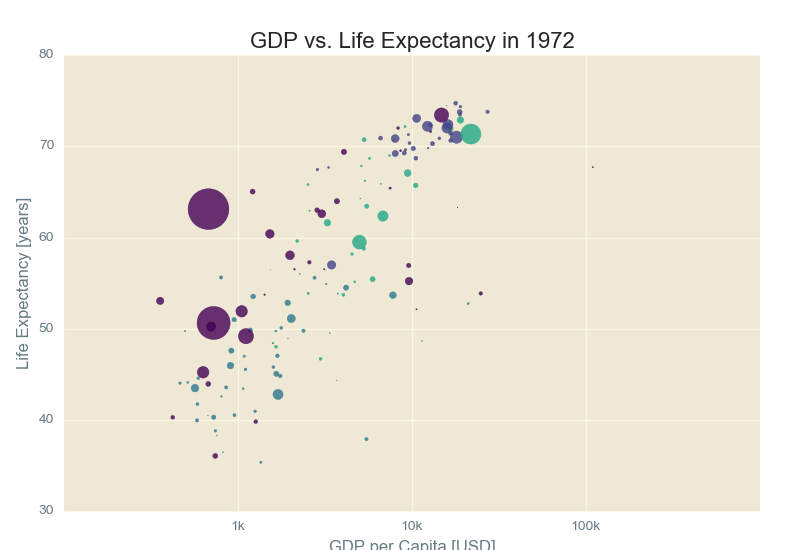 GDP vs. Life Expectancy in 1972
80
70
60
50
40
30
Life Expectancy [years]
1k
10k
100k
GDP per Capita [USD]